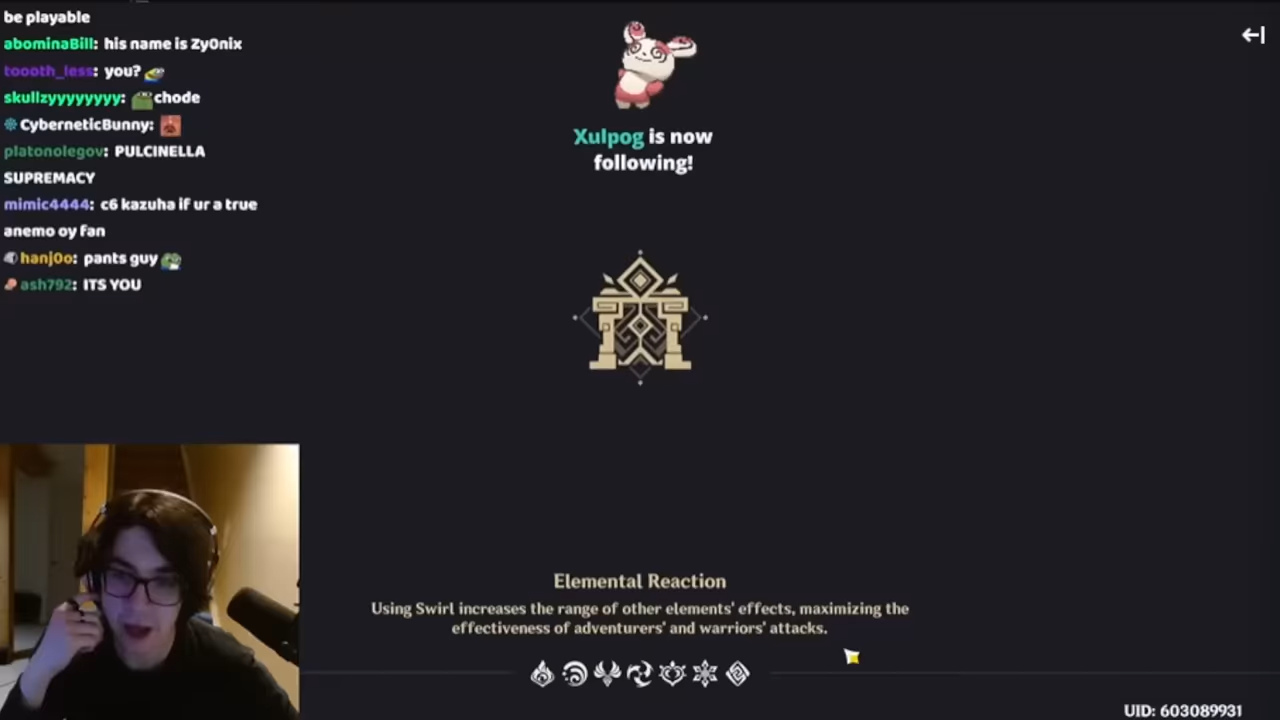 be playable
abominaBill: his name is Zy0nix
toooth_less: you?
skullzyyyyyyyy: chode
CyberneticBunny:
platonolegov: PULCINELLA
SUPREMACY
mimic4444: c6 kazuha if ur a true
anemo oy fan
hanj0o: pants guy
ash792: ITS YOU
Xulpog is now
following!
Elemental Reaction
Using Swirl increases the range of other elements' effects, maximizing the
effectiveness of adventurers' and warriors' attacks.
UID: 603089931